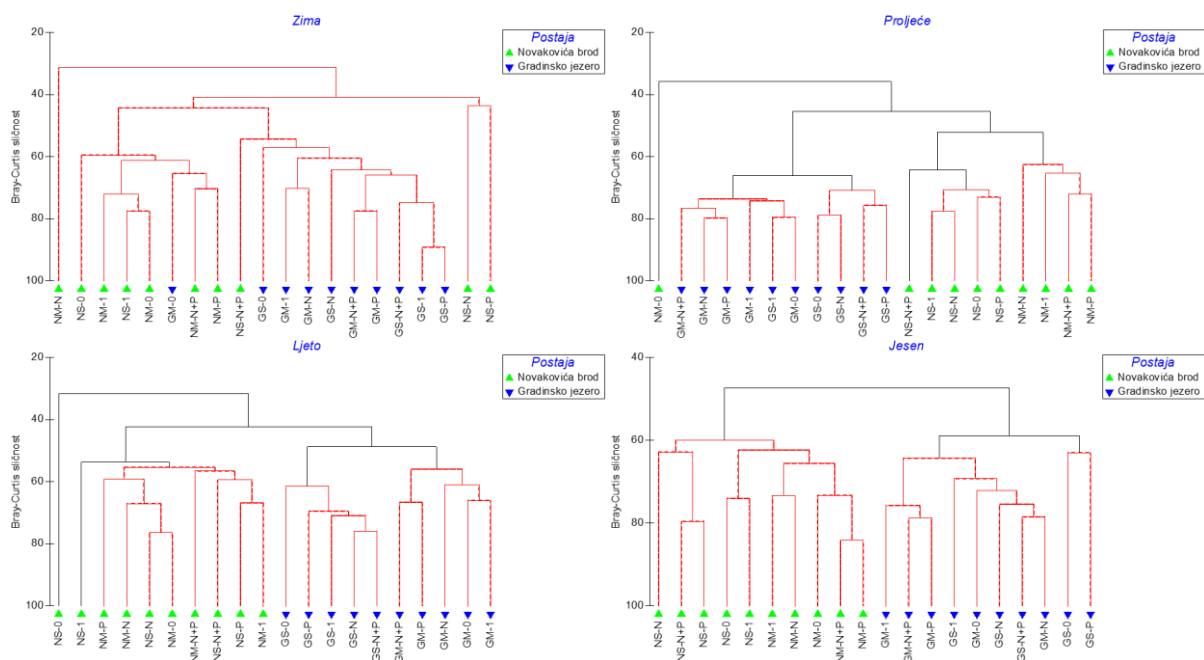 Zima
Postaja
Novakovića brod
Gradinsko jezero
Bray-Curtis sličnost
20
40
60
80
100
NM-N
NS-0
NM-1
NS-1
NM-0
GM-0
NM-N+P
NM-P
NS-N+P
GS-0
GM-1
GM-N
GS-N
GM-N+P
GM-P
GS-N+P
GS-1
GS-P
NS-N
NS-P
Proljeće
Postaja
Novakovića brod
Gradinsko jezero
Bray-Curtis sličnost
20
40
60
80
100
NM-0
GM-N+P
GM-N
GM-P
GM-1
GS-1
GM-0
GS-0
GS-N
GS-N+P
GS-P
NS-N+P
NS-1
NS-N
NS-0
NS-P
NM-N
NM-1
NM-N+P
NM-P
Ljeto
Postaja
Novakovića brod
Gradinsko jezero
Bray-Curtis sličnost
20
40
60
80
100
NS-0
NS-1
NM-P
NM-N
NS-N
NM-0
NM-N+P
NS-N+P
NS-P
NM-1
GS-0
GS-P
GS-1
GS-N
GS-N+P
GM-N+P
GM-P
GM-N
GM-0
GM-1
Jesen
Postaja
Novakovića brod
Gradinsko jezero
Bray-Curtis sličnost
40
60
80
100
NS-N
NS-N+P
NS-P
NS-0
NS-1
NM-1
NM-N
NM-0
NM-N+P
NM-P
GM-1
GM-N+P
GM-P
GS-1
GM-0
GS-N
GS-N+P
GM-N
GS-0
GS-P